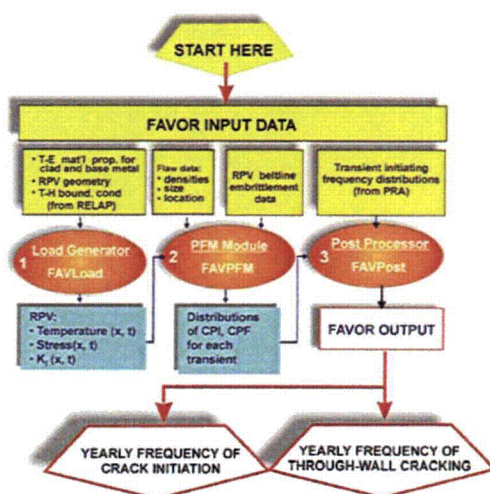 START HERE
FAVOR INPUT DATA
• T-E mat'l prop. for
clad and base metal
• RPV geometry
• T-H bound. cond
(from RELAP)
Flaw data:
• densities
• size
• location
RPV beltline
embrittlement
data
Transient initiating
frequency distributions
(from PRA)
1
Load Generator
FAVLoad
2
PFM Module
FAVPFM
3
Post Processor
FAVPost
RPV:
• Temperature (x, t)
• Stress(x, t)
• KI (x, t)
Distributions
of CPI, CPF
for each
transient
FAVOR OUTPUT
YEARLY FREQUENCY OF
CRACK INITIATION
YEARLY FREQUENCY OF
THROUGH-WALL CRACKING